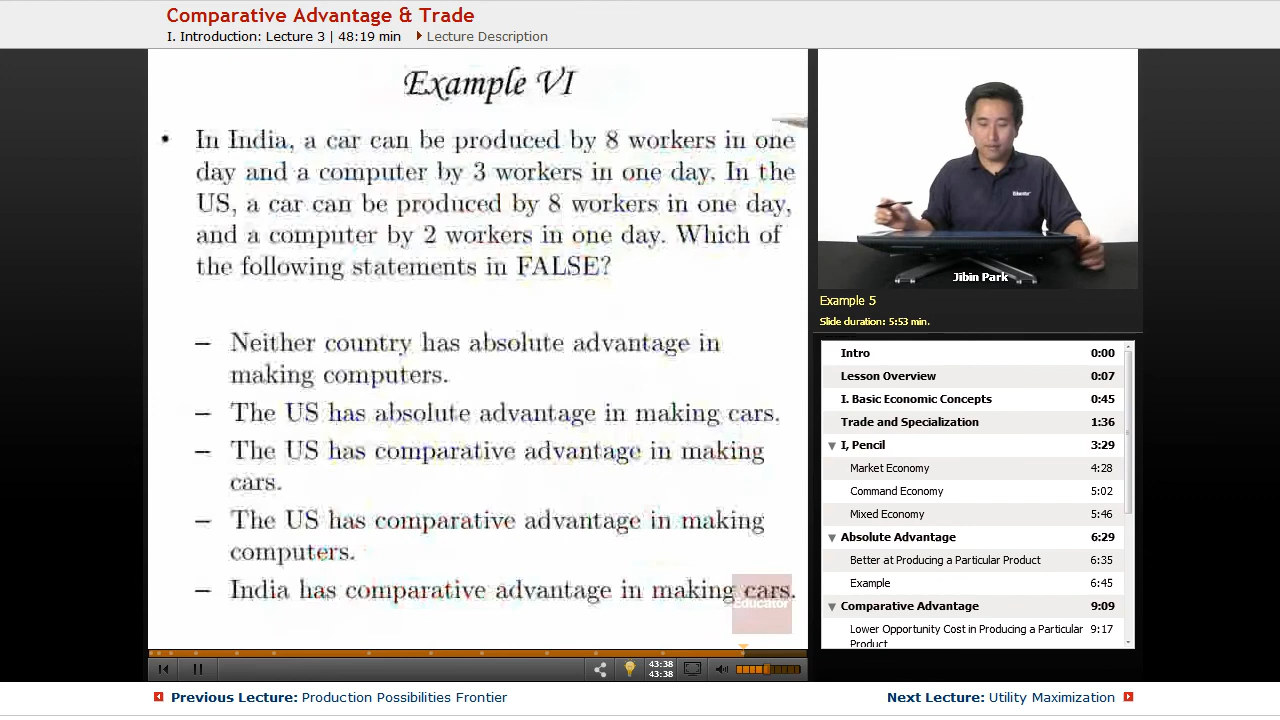 Comparative Advantage & Trade
I. Introduction: Lecture 3 | 48:19 min
Lecture Description
Example VI
• In India, a car can be produced by 8 workers in one
day and a computer by 3 workers in one day. In the
US, a car can be produced by 8 workers in one day,
and a computer by 2 workers in one day. Which of
the following statements in FALSE?
– Neither country has absolute advantage in
making computers.
– The US has absolute advantage in making cars.
– The US has comparative advantage in making
cars.
– The US has comparative advantage in making
computers.
– India has comparative advantage in making cars.
Educator
43:38
43:38
Educator
Jibin Park
Example 5
Slide duration: 5:53 min.
Intro 0:00
Lesson Overview 0:07
I. Basic Economic Concepts 0:45
Trade and Specialization 1:36
I, Pencil 3:29
Market Economy 4:28
Command Economy 5:02
Mixed Economy 5:46
Absolute Advantage 6:29
Better at Producing a Particular Product 6:35
Example 6:45
Comparative Advantage 9:09
Lower Opportunity Cost in Producing a Particular 9:17
Product
Previous Lecture: Production Possibilities Frontier
Next Lecture: Utility Maximization